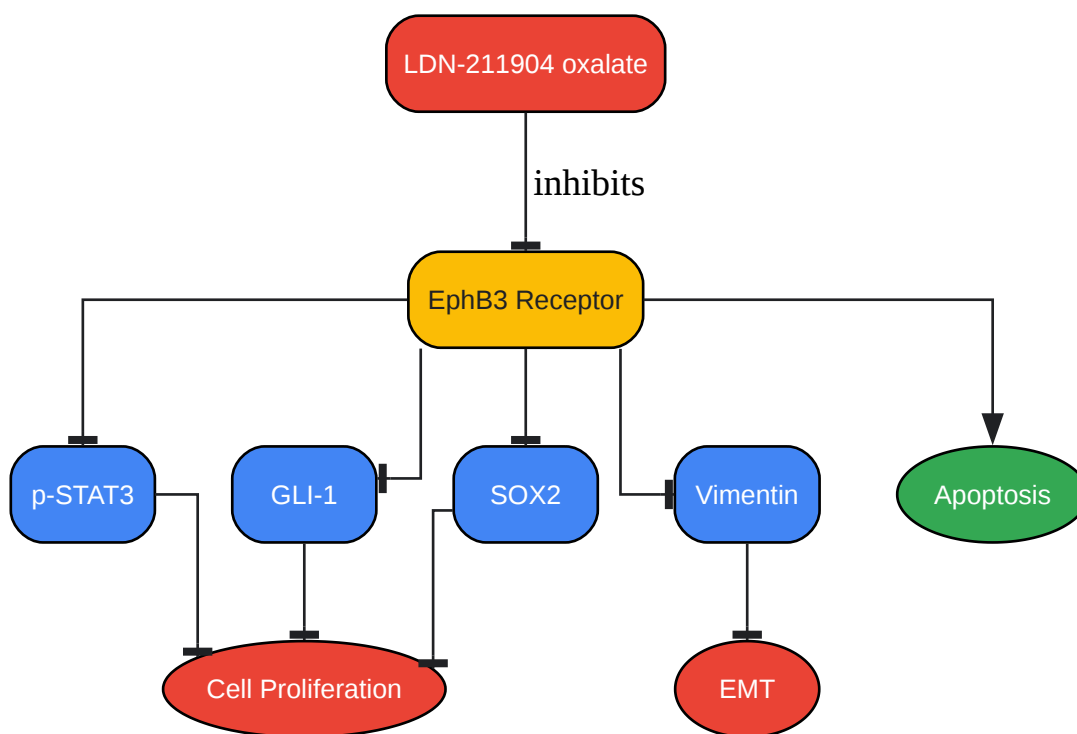 LDN-211904 oxalate
inhibits
EphB3 Receptor
p-STAT3
GLI-1
SOX2
Vimentin
Apoptosis
Cell Proliferation
EMT